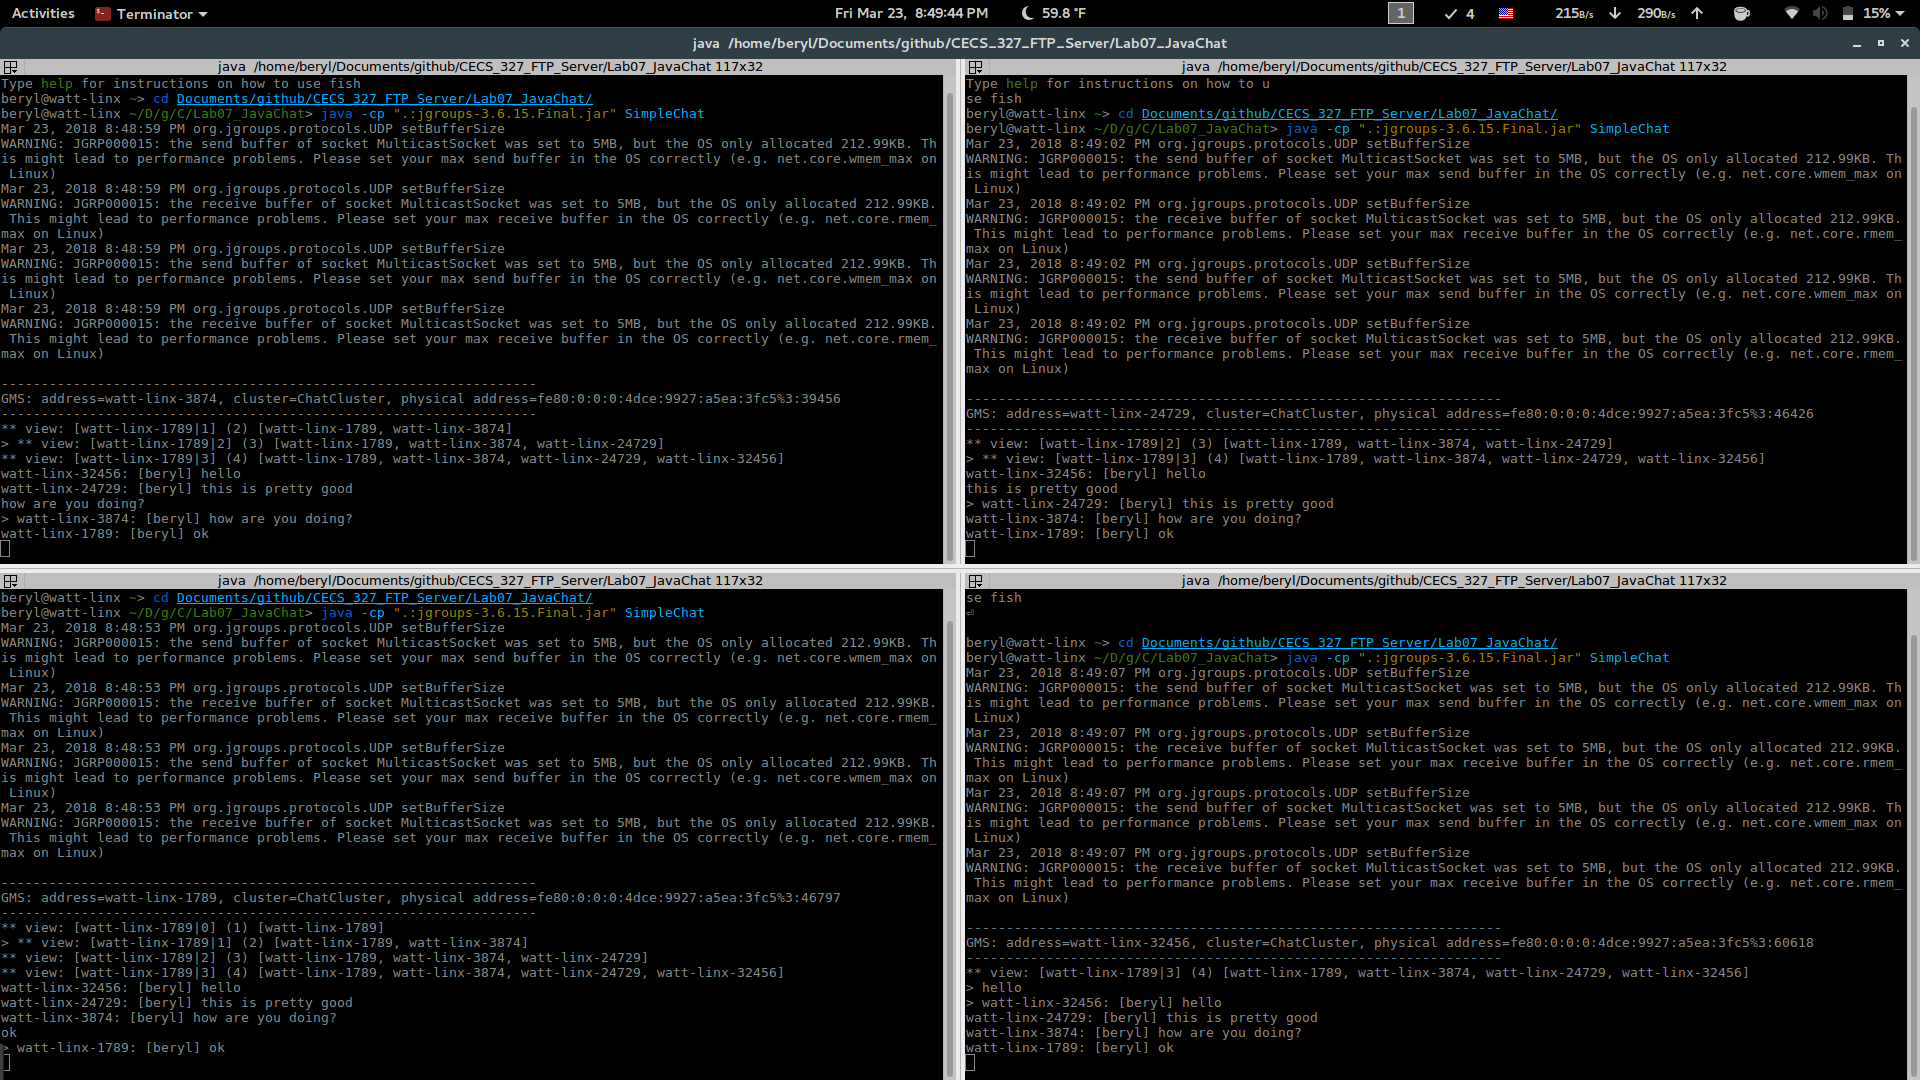 Activities Terminator Fri Mar 23, 8:49:44 PM 59.8 °F 1 4 215B/s 290B/s 15%
java /home/beryl/Documents/github/CECS_327_FTP_Server/Lab07_JavaChat
java /home/beryl/Documents/github/CECS_327_FTP_Server/Lab07_JavaChat 117x32
Type help for instructions on how to use fish
beryl@watt-linx ~> cd Documents/github/CECS_327_FTP_Server/Lab07_JavaChat/
beryl@watt-linx ~/D/g/C/Lab07_JavaChat> java -cp ".:jgroups-3.6.15.Final.jar" SimpleChat
Mar 23, 2018 8:48:59 PM org.jgroups.protocols.UDP setBufferSize
WARNING: JGRP000015: the send buffer of socket MulticastSocket was set to 5MB, but the OS only allocated 212.99KB. Th
is might lead to performance problems. Please set your max send buffer in the OS correctly (e.g. net.core.wmem_max on
Linux)
Mar 23, 2018 8:48:59 PM org.jgroups.protocols.UDP setBufferSize
WARNING: JGRP000015: the receive buffer of socket MulticastSocket was set to 5MB, but the OS only allocated 212.99KB.
This might lead to performance problems. Please set your max receive buffer in the OS correctly (e.g. net.core.rmem_
max on Linux)
Mar 23, 2018 8:48:59 PM org.jgroups.protocols.UDP setBufferSize
WARNING: JGRP000015: the send buffer of socket MulticastSocket was set to 5MB, but the OS only allocated 212.99KB. Th
is might lead to performance problems. Please set your max send buffer in the OS correctly (e.g. net.core.wmem_max on
Linux)
Mar 23, 2018 8:48:59 PM org.jgroups.protocols.UDP setBufferSize
WARNING: JGRP000015: the receive buffer of socket MulticastSocket was set to 5MB, but the OS only allocated 212.99KB.
This might lead to performance problems. Please set your max receive buffer in the OS correctly (e.g. net.core.rmem_
max on Linux)
-------------------------------------------------------------------
GMS: address=watt-linx-3874, cluster=ChatCluster, physical address=fe80:0:0:0:4dce:9927:a5ea:3fc5%3:39456
-------------------------------------------------------------------
** view: [watt-linx-1789|1] (2) [watt-linx-1789, watt-linx-3874]
> ** view: [watt-linx-1789|2] (3) [watt-linx-1789, watt-linx-3874, watt-linx-24729]
** view: [watt-linx-1789|3] (4) [watt-linx-1789, watt-linx-3874, watt-linx-24729, watt-linx-32456]
watt-linx-32456: [beryl] hello
watt-linx-24729: [beryl] this is pretty good
how are you doing?
> watt-linx-3874: [beryl] how are you doing?
watt-linx-1789: [beryl] ok
java /home/beryl/Documents/github/CECS_327_FTP_Server/Lab07_JavaChat 117x32
Type help for instructions on how to u
se fish
beryl@watt-linx ~> cd Documents/github/CECS_327_FTP_Server/Lab07_JavaChat/
beryl@watt-linx ~/D/g/C/Lab07_JavaChat> java -cp ".:jgroups-3.6.15.Final.jar" SimpleChat
Mar 23, 2018 8:49:02 PM org.jgroups.protocols.UDP setBufferSize
WARNING: JGRP000015: the send buffer of socket MulticastSocket was set to 5MB, but the OS only allocated 212.99KB. Th
is might lead to performance problems. Please set your max send buffer in the OS correctly (e.g. net.core.wmem_max on
Linux)
Mar 23, 2018 8:49:02 PM org.jgroups.protocols.UDP setBufferSize
WARNING: JGRP000015: the receive buffer of socket MulticastSocket was set to 5MB, but the OS only allocated 212.99KB.
This might lead to performance problems. Please set your max receive buffer in the OS correctly (e.g. net.core.rmem_
max on Linux)
Mar 23, 2018 8:49:02 PM org.jgroups.protocols.UDP setBufferSize
WARNING: JGRP000015: the send buffer of socket MulticastSocket was set to 5MB, but the OS only allocated 212.99KB. Th
is might lead to performance problems. Please set your max send buffer in the OS correctly (e.g. net.core.wmem_max on
Linux)
Mar 23, 2018 8:49:02 PM org.jgroups.protocols.UDP setBufferSize
WARNING: JGRP000015: the receive buffer of socket MulticastSocket was set to 5MB, but the OS only allocated 212.99KB.
This might lead to performance problems. Please set your max receive buffer in the OS correctly (e.g. net.core.rmem_
max on Linux)
-------------------------------------------------------------------
GMS: address=watt-linx-24729, cluster=ChatCluster, physical address=fe80:0:0:0:4dce:9927:a5ea:3fc5%3:46426
-------------------------------------------------------------------
** view: [watt-linx-1789|2] (3) [watt-linx-1789, watt-linx-3874, watt-linx-24729]
> ** view: [watt-linx-1789|3] (4) [watt-linx-1789, watt-linx-3874, watt-linx-24729, watt-linx-32456]
watt-linx-32456: [beryl] hello
this is pretty good
> watt-linx-24729: [beryl] this is pretty good
watt-linx-3874: [beryl] how are you doing?
watt-linx-1789: [beryl] ok
java /home/beryl/Documents/github/CECS_327_FTP_Server/Lab07_JavaChat 117x32
beryl@watt-linx ~> cd Documents/github/CECS_327_FTP_Server/Lab07_JavaChat/
beryl@watt-linx ~/D/g/C/Lab07_JavaChat> java -cp ".:jgroups-3.6.15.Final.jar" SimpleChat
Mar 23, 2018 8:48:53 PM org.jgroups.protocols.UDP setBufferSize
WARNING: JGRP000015: the send buffer of socket MulticastSocket was set to 5MB, but the OS only allocated 212.99KB. Th
is might lead to performance problems. Please set your max send buffer in the OS correctly (e.g. net.core.wmem_max on
Linux)
Mar 23, 2018 8:48:53 PM org.jgroups.protocols.UDP setBufferSize
WARNING: JGRP000015: the receive buffer of socket MulticastSocket was set to 5MB, but the OS only allocated 212.99KB.
This might lead to performance problems. Please set your max receive buffer in the OS correctly (e.g. net.core.rmem_
max on Linux)
Mar 23, 2018 8:48:53 PM org.jgroups.protocols.UDP setBufferSize
WARNING: JGRP000015: the send buffer of socket MulticastSocket was set to 5MB, but the OS only allocated 212.99KB. Th
is might lead to performance problems. Please set your max send buffer in the OS correctly (e.g. net.core.wmem_max on
Linux)
Mar 23, 2018 8:48:53 PM org.jgroups.protocols.UDP setBufferSize
WARNING: JGRP000015: the receive buffer of socket MulticastSocket was set to 5MB, but the OS only allocated 212.99KB.
This might lead to performance problems. Please set your max receive buffer in the OS correctly (e.g. net.core.rmem_
max on Linux)
-------------------------------------------------------------------
GMS: address=watt-linx-1789, cluster=ChatCluster, physical address=fe80:0:0:0:4dce:9927:a5ea:3fc5%3:46797
-------------------------------------------------------------------
** view: [watt-linx-1789|0] (1) [watt-linx-1789]
> ** view: [watt-linx-1789|1] (2) [watt-linx-1789, watt-linx-3874]
** view: [watt-linx-1789|2] (3) [watt-linx-1789, watt-linx-3874, watt-linx-24729]
** view: [watt-linx-1789|3] (4) [watt-linx-1789, watt-linx-3874, watt-linx-24729, watt-linx-32456]
watt-linx-32456: [beryl] hello
watt-linx-24729: [beryl] this is pretty good
watt-linx-3874: [beryl] how are you doing?
ok
> watt-linx-1789: [beryl] ok
java /home/beryl/Documents/github/CECS_327_FTP_Server/Lab07_JavaChat 117x32
se fish
⏎
beryl@watt-linx ~> cd Documents/github/CECS_327_FTP_Server/Lab07_JavaChat/
beryl@watt-linx ~/D/g/C/Lab07_JavaChat> java -cp ".:jgroups-3.6.15.Final.jar" SimpleChat
Mar 23, 2018 8:49:07 PM org.jgroups.protocols.UDP setBufferSize
WARNING: JGRP000015: the send buffer of socket MulticastSocket was set to 5MB, but the OS only allocated 212.99KB. Th
is might lead to performance problems. Please set your max send buffer in the OS correctly (e.g. net.core.wmem_max on
Linux)
Mar 23, 2018 8:49:07 PM org.jgroups.protocols.UDP setBufferSize
WARNING: JGRP000015: the receive buffer of socket MulticastSocket was set to 5MB, but the OS only allocated 212.99KB.
This might lead to performance problems. Please set your max receive buffer in the OS correctly (e.g. net.core.rmem_
max on Linux)
Mar 23, 2018 8:49:07 PM org.jgroups.protocols.UDP setBufferSize
WARNING: JGRP000015: the send buffer of socket MulticastSocket was set to 5MB, but the OS only allocated 212.99KB. Th
is might lead to performance problems. Please set your max send buffer in the OS correctly (e.g. net.core.wmem_max on
Linux)
Mar 23, 2018 8:49:07 PM org.jgroups.protocols.UDP setBufferSize
WARNING: JGRP000015: the receive buffer of socket MulticastSocket was set to 5MB, but the OS only allocated 212.99KB.
This might lead to performance problems. Please set your max receive buffer in the OS correctly (e.g. net.core.rmem_
max on Linux)
-------------------------------------------------------------------
GMS: address=watt-linx-32456, cluster=ChatCluster, physical address=fe80:0:0:0:4dce:9927:a5ea:3fc5%3:60618
-------------------------------------------------------------------
** view: [watt-linx-1789|3] (4) [watt-linx-1789, watt-linx-3874, watt-linx-24729, watt-linx-32456]
> hello
> watt-linx-32456: [beryl] hello
watt-linx-24729: [beryl] this is pretty good
watt-linx-3874: [beryl] how are you doing?
watt-linx-1789: [beryl] ok